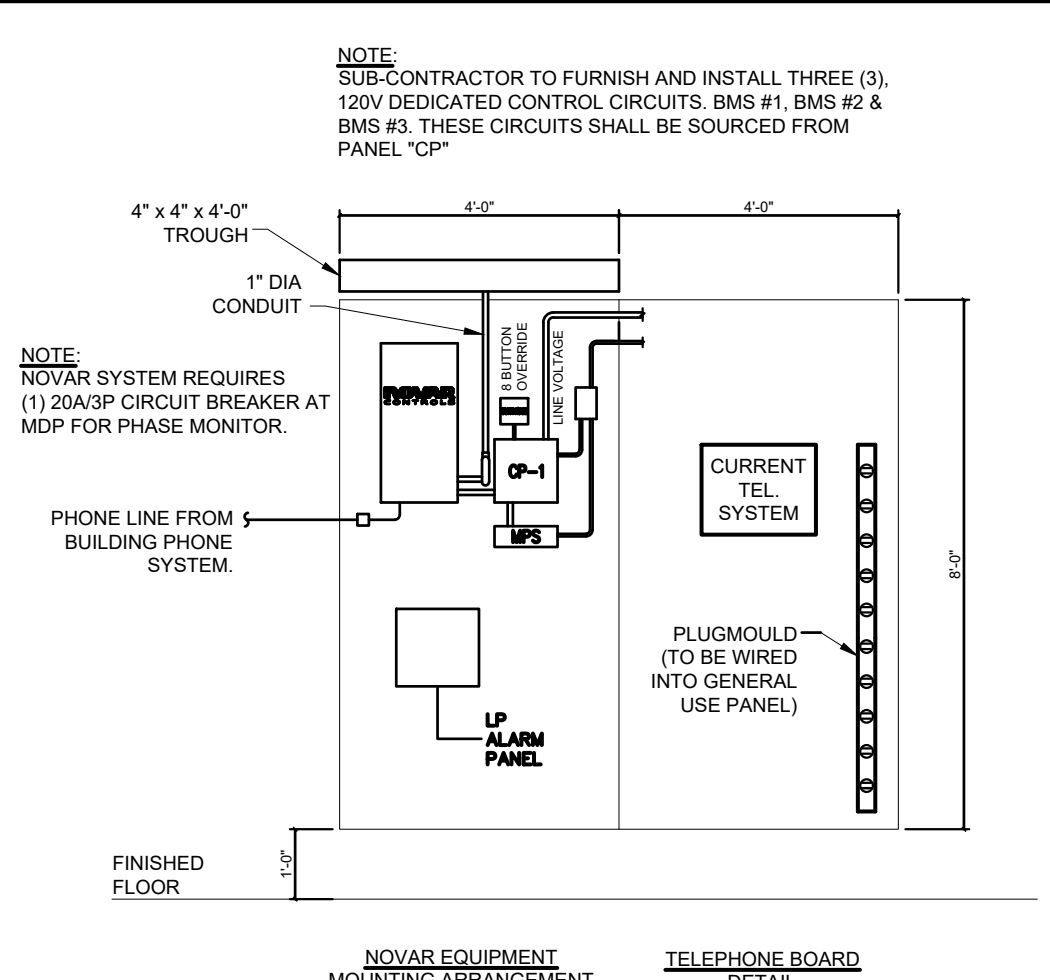 NOTE:
SUB-CONTRACTOR TO FURNISH AND INSTALL THREE (3),
120V DEDICATED CONTROL CIRCUITS. BMS #1, BMS #2 &
BMS #3. THESE CIRCUITS SHALL BE SOURCED FROM
PANEL "CP"
4" x 4" x 4'-0"
TROUGH
4'-0"
4'-0"
1" DIA
CONDUIT
NOTE:
NOVAR SYSTEM REQUIRES
(1) 20A/3P CIRCUIT BREAKER AT
MDP FOR PHASE MONITOR.
NOVAR
CONTROLS
8 BUTTON
OVERRIDE
LINE VOLTAGE
CP-1
MPS
CURRENT
TEL.
SYSTEM
PHONE LINE FROM
BUILDING PHONE
SYSTEM.
8'-0"
PLUGMOULD
(TO BE WIRED
INTO GENERAL
USE PANEL)
LP
ALARM
PANEL
FINISHED
FLOOR
1'-0"
NOVAR EQUIPMENT
MOUNTING ARRANGEMENT
TELEPHONE BOARD
DETAIL